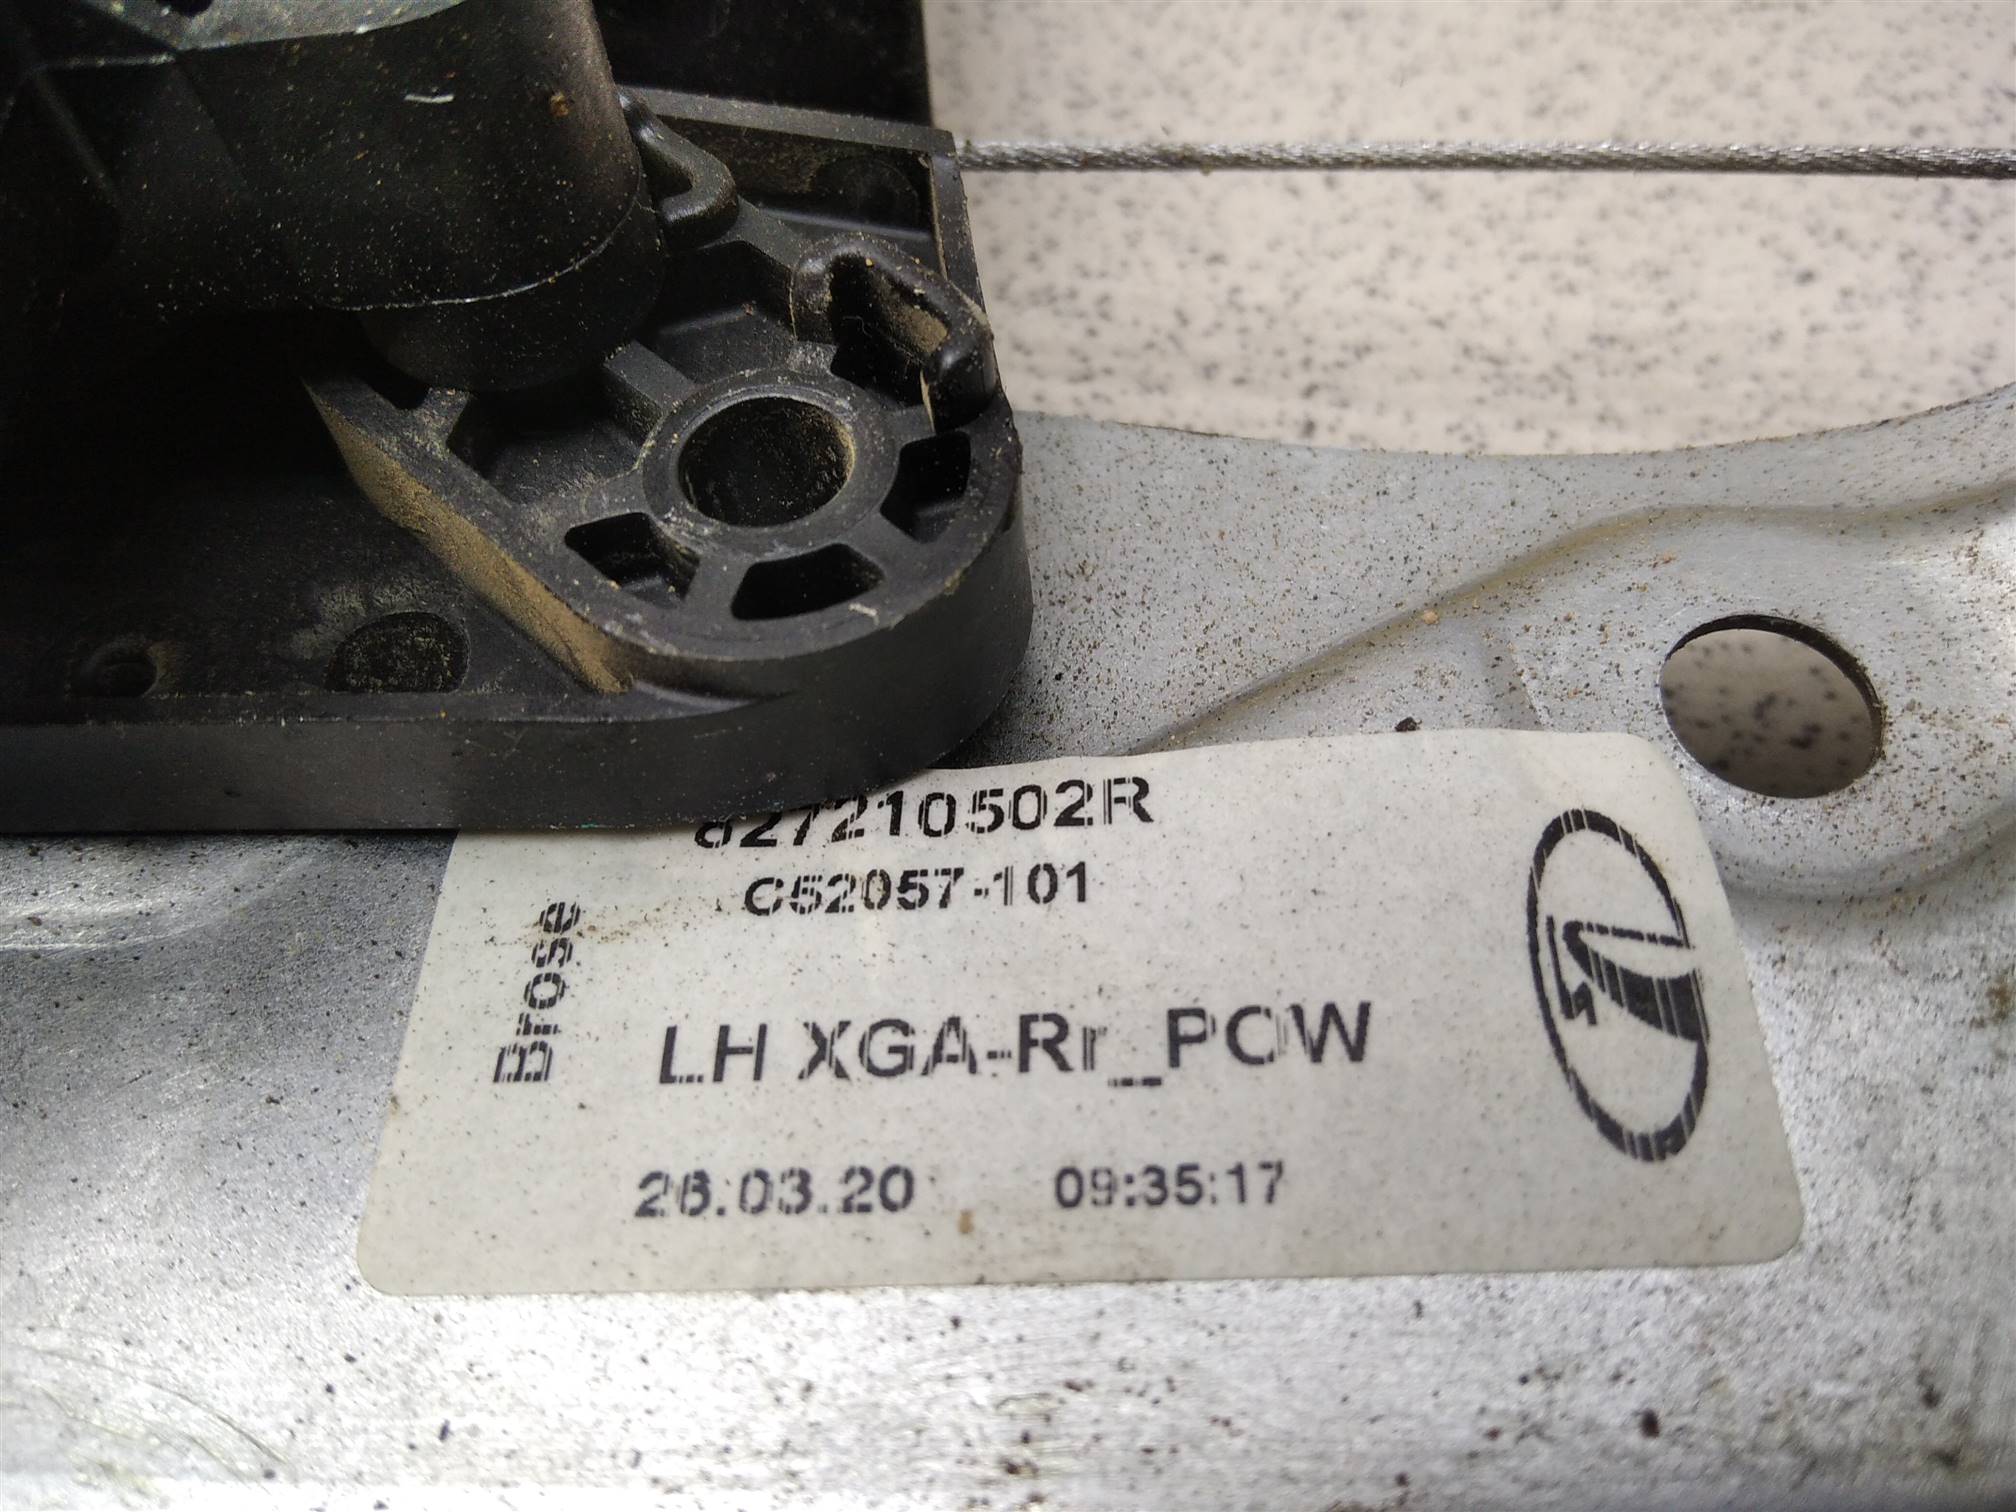 827210502R
C52057-101
Brose
LH XGA-Rr_POW
26.03.20 09:35:17